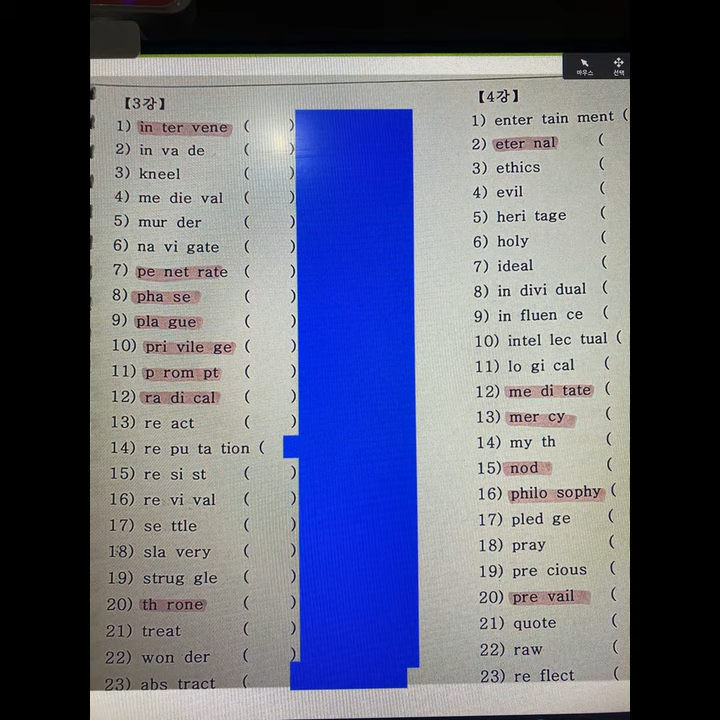 마우스 선택
【3강】
1) in ter vene ( )
2) in va de ( )
3) kneel ( )
4) me die val ( )
5) mur der ( )
6) na vi gate ( )
7) pe net rate ( )
8) pha se ( )
9) pla gue ( )
10) pri vile ge ( )
11) p rom pt ( )
12) ra di cal ( )
13) re act ( )
14) re pu ta tion (
15) re si st ( )
16) re vi val ( )
17) se ttle ( )
18) sla very ( )
19) strug gle ( )
20) th rone ( )
21) treat ( )
22) won der ( )
23) abs tract (
【4강】
1) enter tain ment (
2) eter nal (
3) ethics (
4) evil (
5) heri tage (
6) holy (
7) ideal (
8) in divi dual (
9) in fluen ce (
10) intel lec tual (
11) lo gi cal (
12) me di tate (
13) mer cy (
14) my th (
15) nod (
16) philo sophy (
17) pled ge (
18) pray (
19) pre cious (
20) pre vail (
21) quote (
22) raw (
23) re flect (